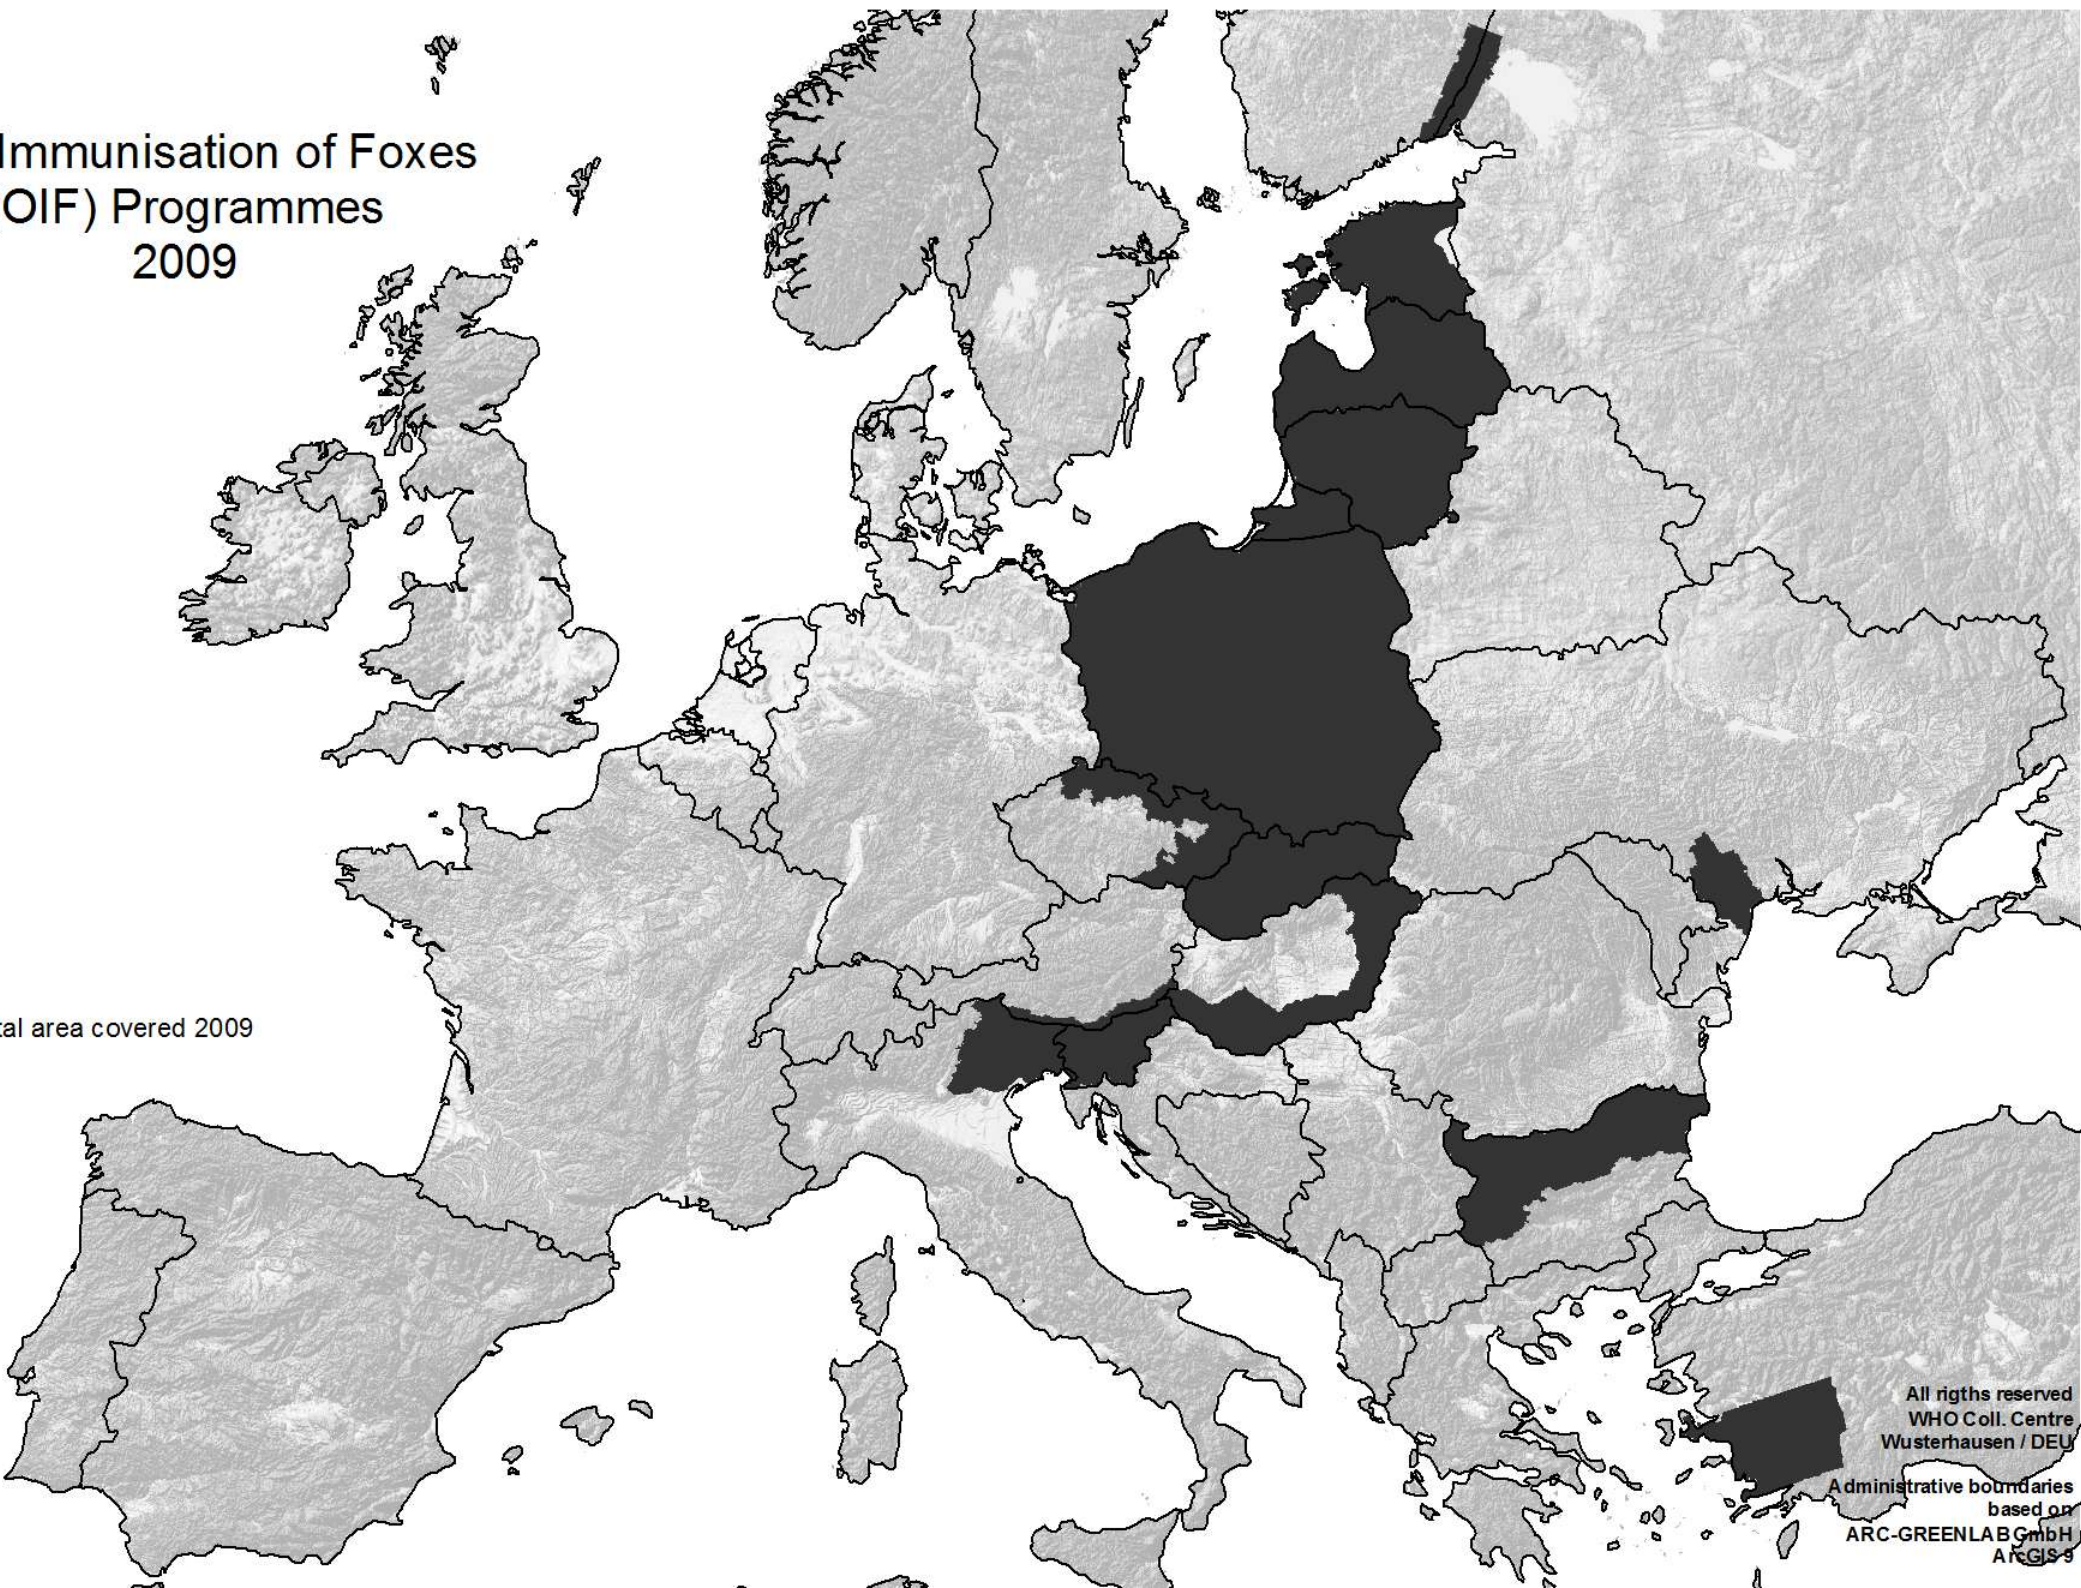 Immunisation of Foxes
OIF) Programmes
2009
tal area covered 2009
All rigths reserved
WHO Coll. Centre
Wusterhausen / DEU
Administrative boundaries
based on
ARC-GREENLAB GmbH
ArcGIS 9